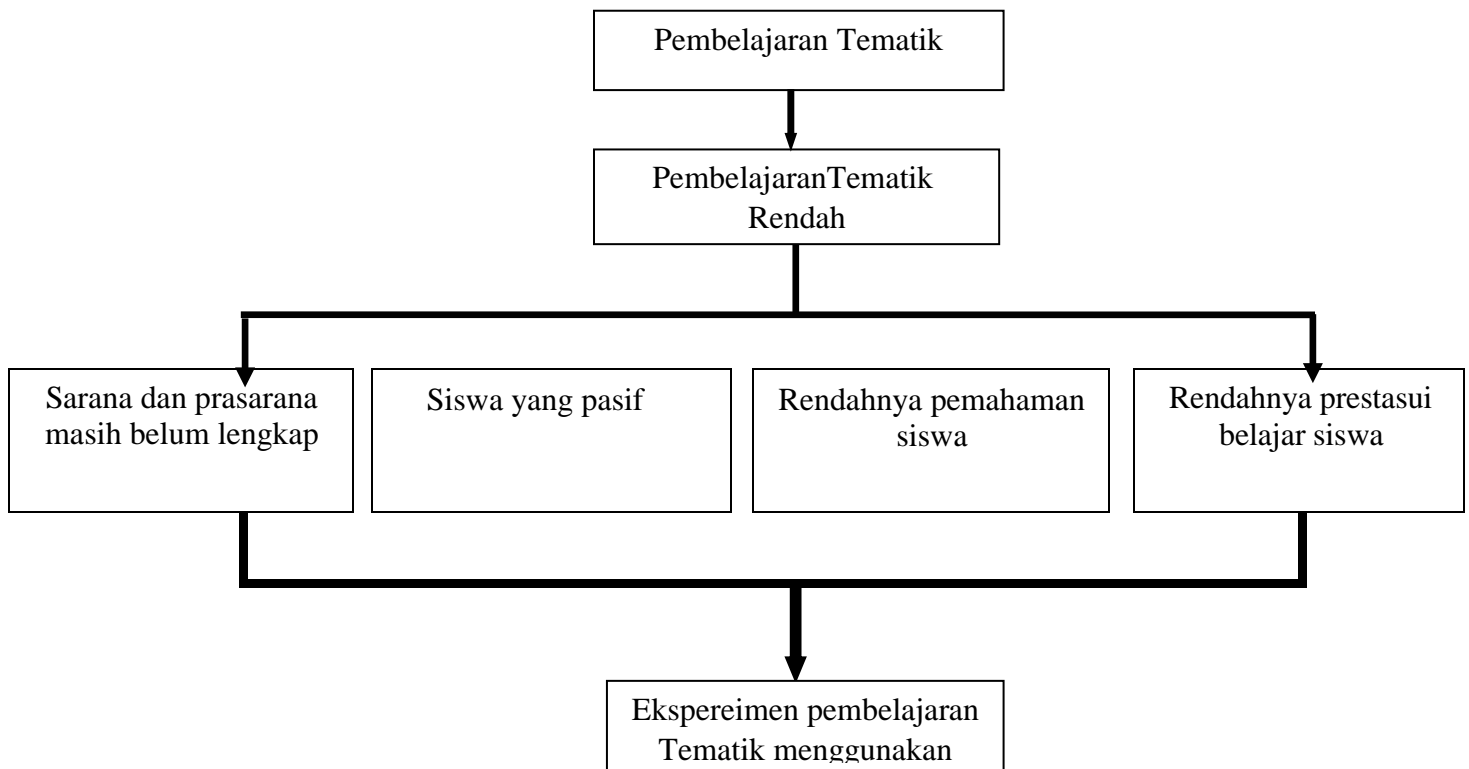 Pembelajaran Tematik
PembelajaranTematik
Rendah
Sarana dan prasarana
masih belum lengkap
Siswa yang pasif
Rendahnya pemahaman
siswa
Rendahnya prestasui
belajar siswa
Ekspereimen pembelajaran
Tematik menggunakan